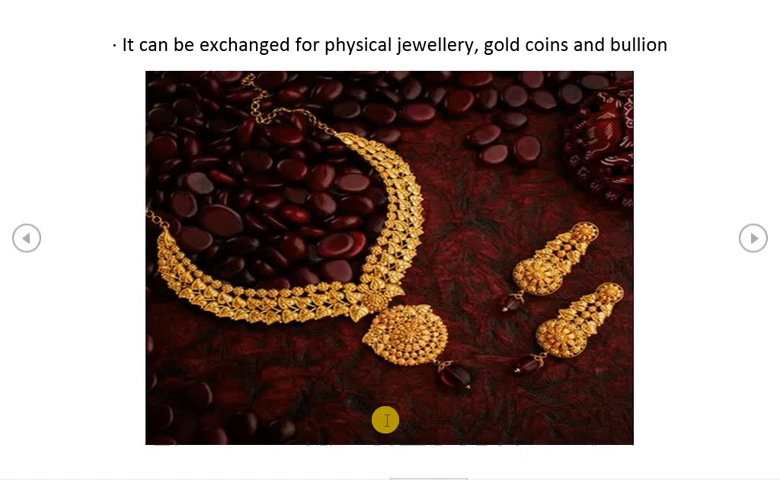 · It can be exchanged for physical jewellery, gold coins and bullion